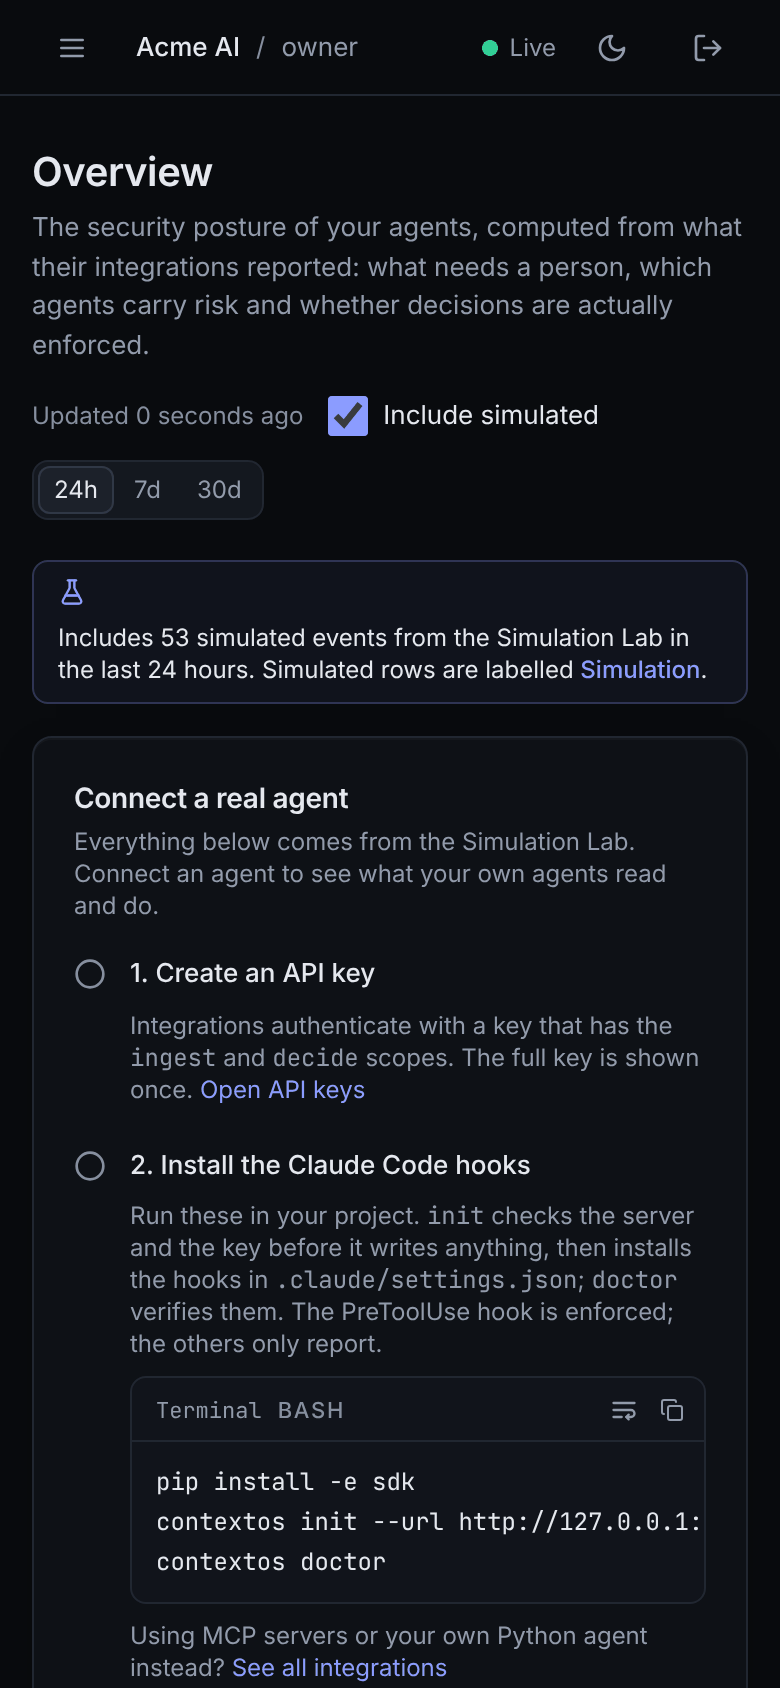 Acme AI / owner
Live
Overview
The security posture of your agents, computed from what
their integrations reported: what needs a person, which
agents carry risk and whether decisions are actually
enforced.
Updated 0 seconds ago
Include simulated
24h 7d 30d
Includes 53 simulated events from the Simulation Lab in
the last 24 hours. Simulated rows are labelled Simulation.
Connect a real agent
Everything below comes from the Simulation Lab.
Connect an agent to see what your own agents read
and do.
1. Create an API key
Integrations authenticate with a key that has the
ingest and decide scopes. The full key is shown
once. Open API keys
2. Install the Claude Code hooks
Run these in your project. init checks the server
and the key before it writes anything, then installs
the hooks in .claude/settings.json; doctor
verifies them. The PreToolUse hook is enforced;
the others only report.
Terminal BASH
pip install -e sdk
contextos init --url http://127.0.0.1:
contextos doctor
Using MCP servers or your own Python agent
instead? See all integrations